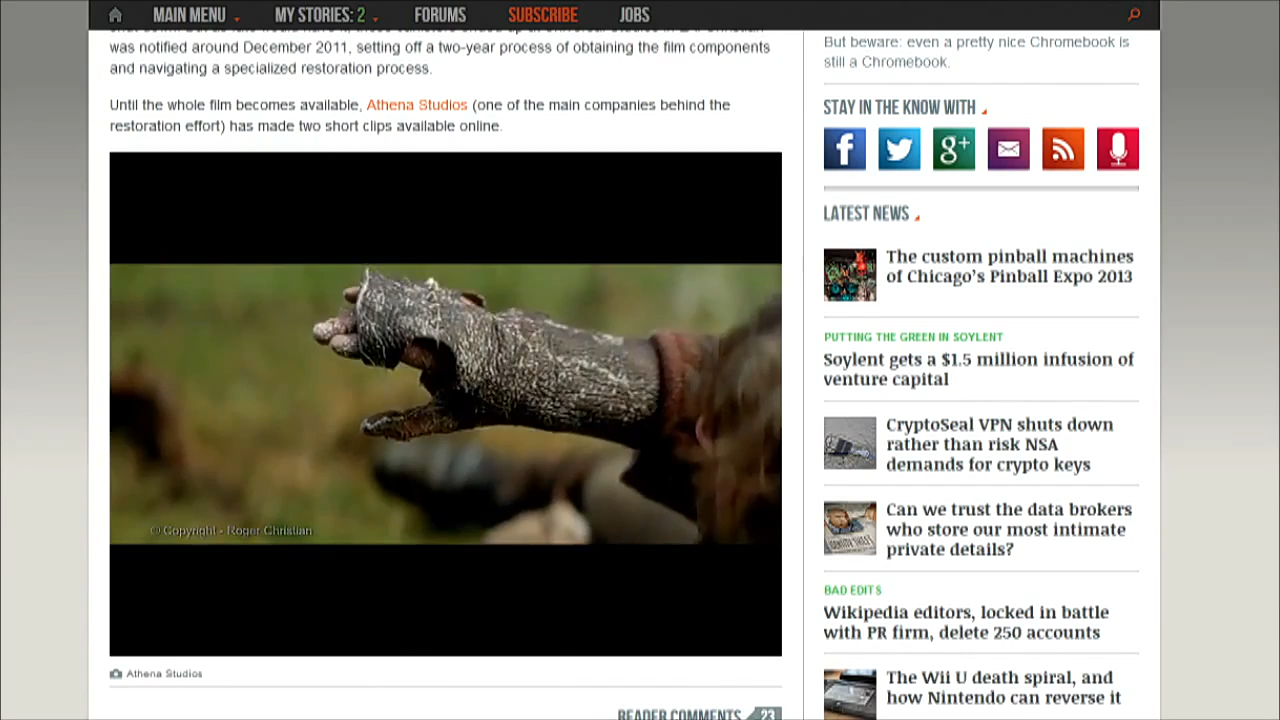 MAIN MENU
MY STORIES: 2
FORUMS
SUBSCRIBE
JOBS
was notified around December 2011, setting off a two-year process of obtaining the film components
and navigating a specialized restoration process.
Until the whole film becomes available, Athena Studios (one of the main companies behind the
restoration effort) has made two short clips available online.
© Copyright - Roger Christian
Athena Studios
READER COMMENTS 23
But beware: even a pretty nice Chromebook is
still a Chromebook.
STAY IN THE KNOW WITH
f
g+
LATEST NEWS
The custom pinball machines
of Chicago's Pinball Expo 2013
PUTTING THE GREEN IN SOYLENT
Soylent gets a $1.5 million infusion of
venture capital
CryptoSeal VPN shuts down
rather than risk NSA
demands for crypto keys
Can we trust the data brokers
who store our most intimate
private details?
BAD EDITS
Wikipedia editors, locked in battle
with PR firm, delete 250 accounts
The Wii U death spiral, and
how Nintendo can reverse it